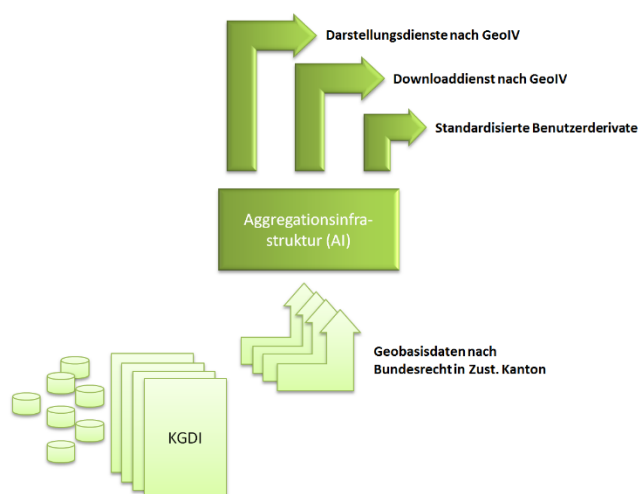 Darstellungsdienste nach GeoIV
Downloaddienst nach GeoIV
Standardisierte Benutzerderivate
Aggregationsinfra-
struktur (AI)
Geobasisdaten nach
Bundesrecht in Zust. Kanton
KGDI